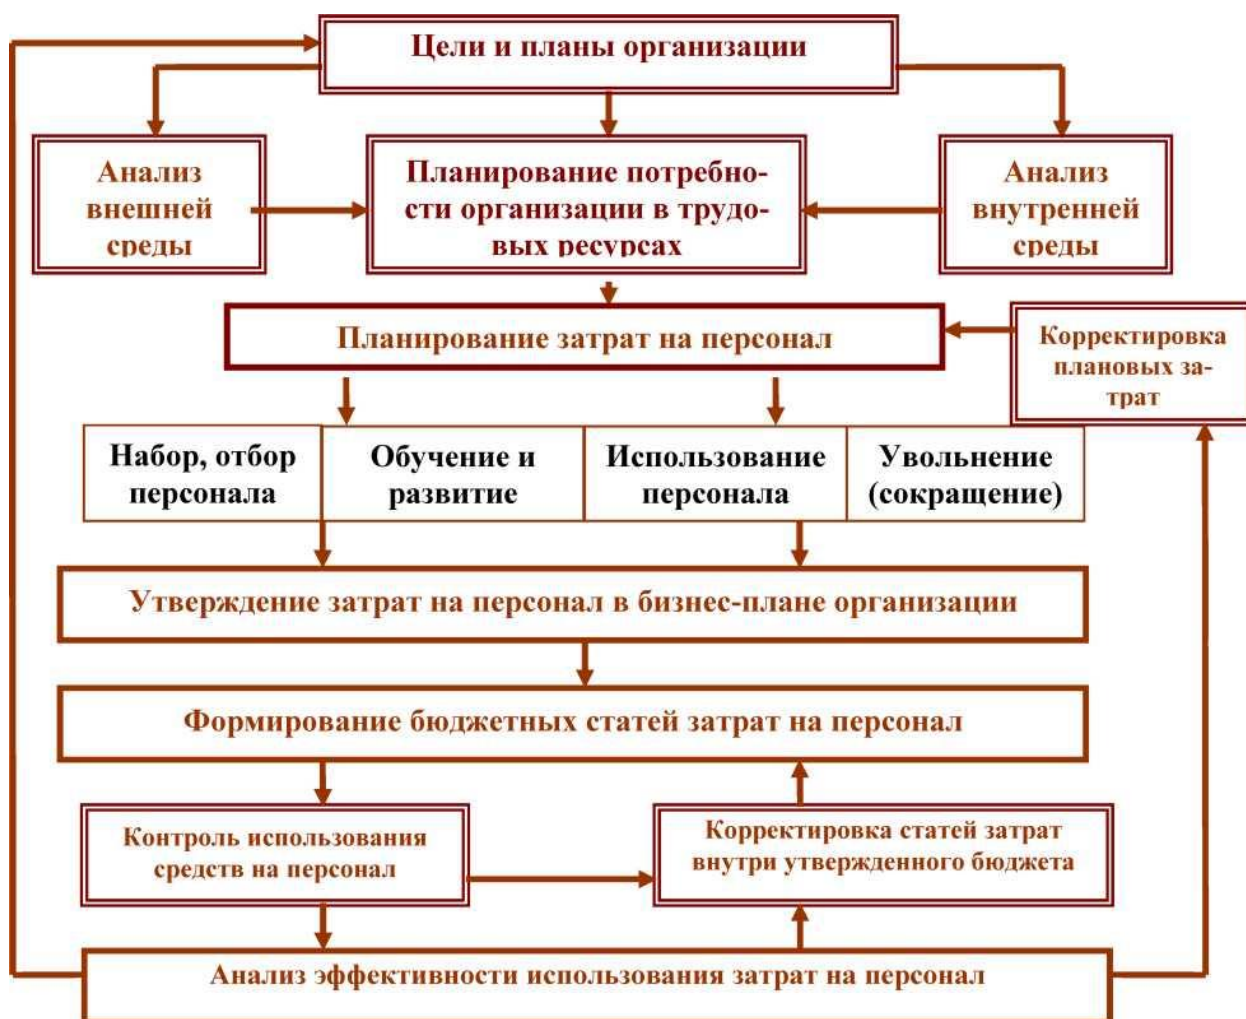 Цели и планы организации
Анализ
внешней
среды
Планирование потребно-
сти организации в трудо-
вых ресурсах
Анализ
внутренней
среды
Планирование затрат на персонал
Корректировка
плановых за-
трат
Набор, отбор
персонала
Обучение и
развитие
Использование
персонала
Увольнение
(сокращение)
Утверждение затрат на персонал в бизнес-плане организации
Формирование бюджетных статей затрат на персонал
Контроль использования
средств на персонал
Корректировка статей затрат
внутри утвержденного бюджета
Анализ эффективности использования затрат на персонал